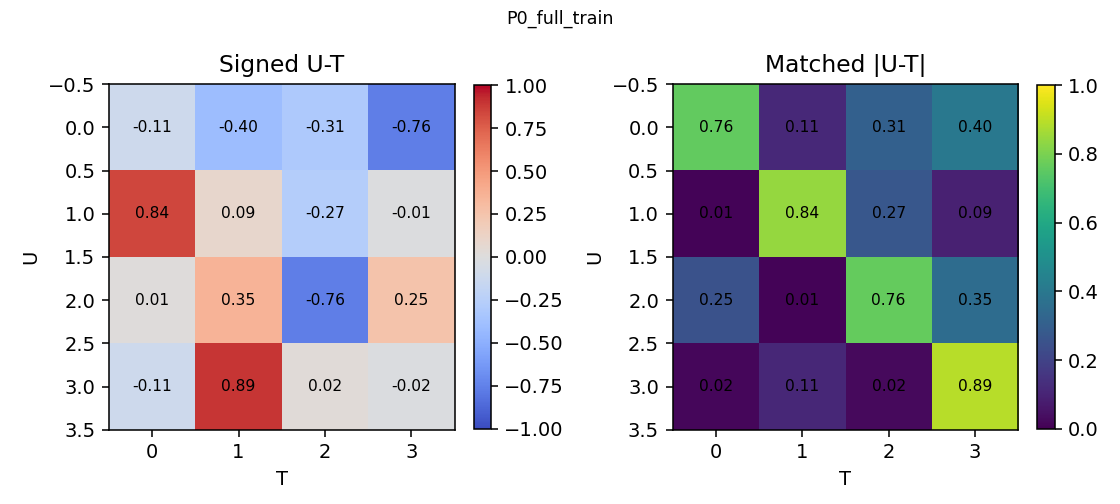 P0_full_train
Signed U-T
Matched |U-T|
−0.5
0.0
0.5
1.0
1.5
2.0
2.5
3.0
3.5
U
-0.11 -0.40 -0.31 -0.76
0.84 0.09 -0.27 -0.01
0.01 0.35 -0.76 0.25
-0.11 0.89 0.02 -0.02
0 1 2 3
T
1.00
0.75
0.50
0.25
0.00
−0.25
−0.50
−0.75
−1.00
−0.5
0.0
0.5
1.0
1.5
2.0
2.5
3.0
3.5
U
0.76 0.11 0.31 0.40
0.01 0.84 0.27 0.09
0.25 0.01 0.76 0.35
0.02 0.11 0.02 0.89
0 1 2 3
T
1.0
0.8
0.6
0.4
0.2
0.0